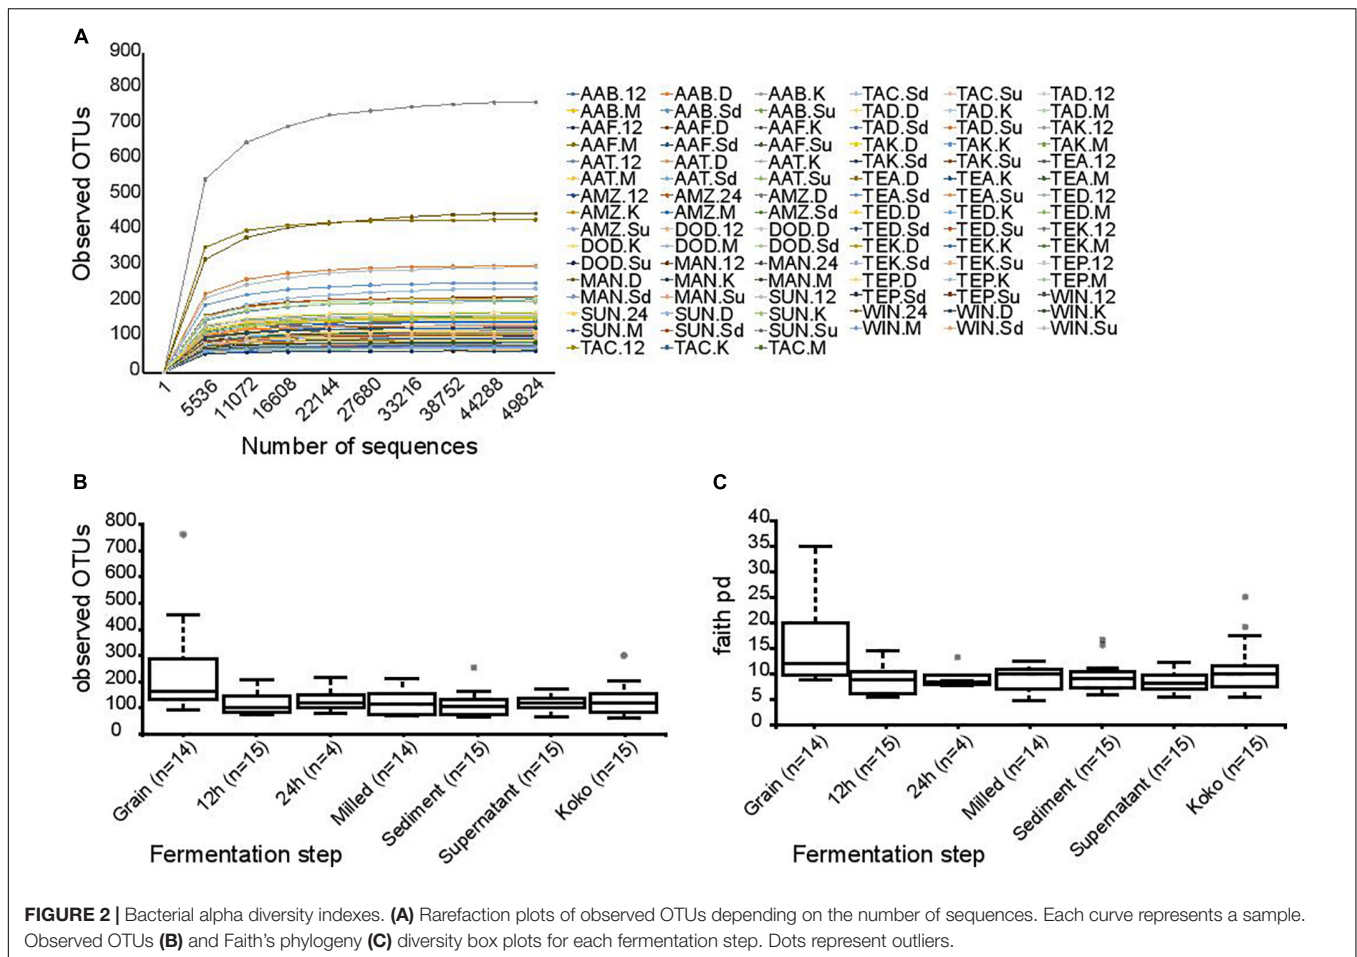 A
900
800
700
600
500
400
300
200
100
0
Observed OTUs
1
5536
11072
16608
22144
27680
33216
38752
44288
49824
Number of sequences
AAB.12 AAB.D AAB.K TAC.Sd TAC.Su TAD.12
AAB.M AAB.Sd AAB.Su TAD.D TAD.K TAD.M
AAF.12 AAF.D AAF.K TAD.Sd TAD.Su TAK.12
AAF.M AAF.Sd AAF.Su TAK.D TAK.K TAK.M
AAT.12 AAT.D AAT.K TAK.Sd TAK.Su TEA.12
AAT.M AAT.Sd AAT.Su TEA.D TEA.K TEA.M
AMZ.12 AMZ.24 AMZ.D TEA.Sd TEA.Su TED.12
AMZ.K AMZ.M AMZ.Sd TED.D TED.K TED.M
AMZ.Su DOD.12 DOD.D TED.Sd TED.Su TEK.12
DOD.K DOD.M DOD.Sd TEK.D TEK.K TEK.M
DOD.Su MAN.12 MAN.24 TEK.Sd TEK.Su TEP.12
MAN.D MAN.K MAN.M TEP.D TEP.K TEP.M
MAN.Sd MAN.Su SUN.12 TEP.Sd TEP.Su WIN.12
SUN.24 SUN.D SUN.K WIN.24 WIN.D WIN.K
SUN.M SUN.Sd SUN.Su WIN.M WIN.Sd WIN.Su
TAC.12 TAC.K TAC.M
B
800
700
600
500
400
300
200
100
0
observed OTUs
Grain (n=14)
12h (n=15)
24h (n=4)
Milled (n=14)
Sediment (n=15)
Supernatant (n=15)
Koko (n=15)
Fermentation step
C
40
35
30
25
20
15
10
5
0
faith pd
Grain (n=14)
12h (n=15)
24h (n=4)
Milled (n=14)
Sediment (n=15)
Supernatant (n=15)
Koko (n=15)
Fermentation step
FIGURE 2 | Bacterial alpha diversity indexes. (A) Rarefaction plots of observed OTUs depending on the number of sequences. Each curve represents a sample.
Observed OTUs (B) and Faith's phylogeny (C) diversity box plots for each fermentation step. Dots represent outliers.